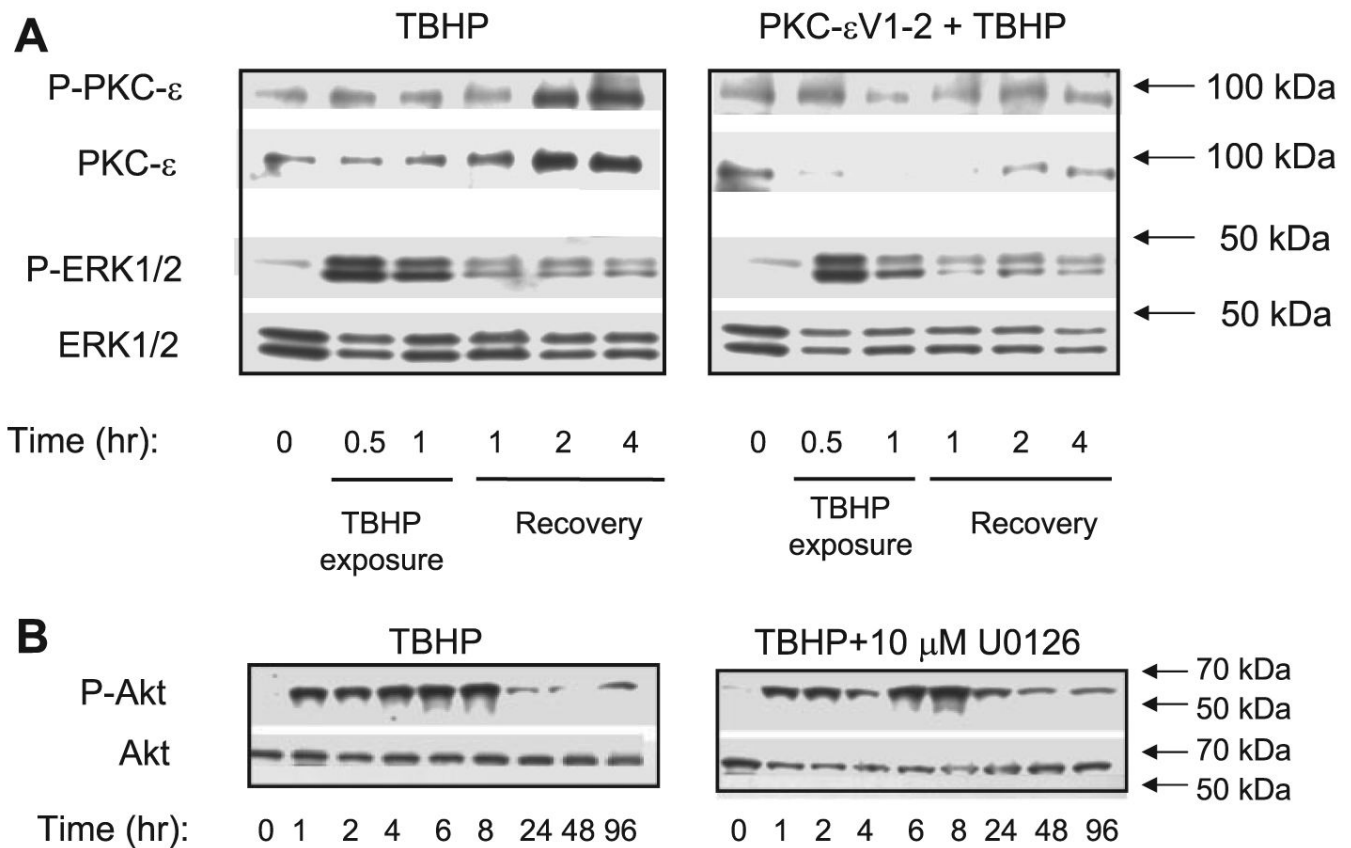 A
TBHP
PKC-εV1-2 + TBHP
P-PKC-ε
100 kDa
PKC-ε
100 kDa
50 kDa
P-ERK1/2
50 kDa
ERK1/2
Time (hr): 0 0.5 1 1 2 4 0 0.5 1 1 2 4
TBHP exposure Recovery TBHP exposure Recovery
B
TBHP
TBHP+10 μM U0126
70 kDa
P-Akt
50 kDa
Akt
70 kDa
50 kDa
Time (hr): 0 1 2 4 6 8 24 48 96 0 1 2 4 6 8 24 48 96